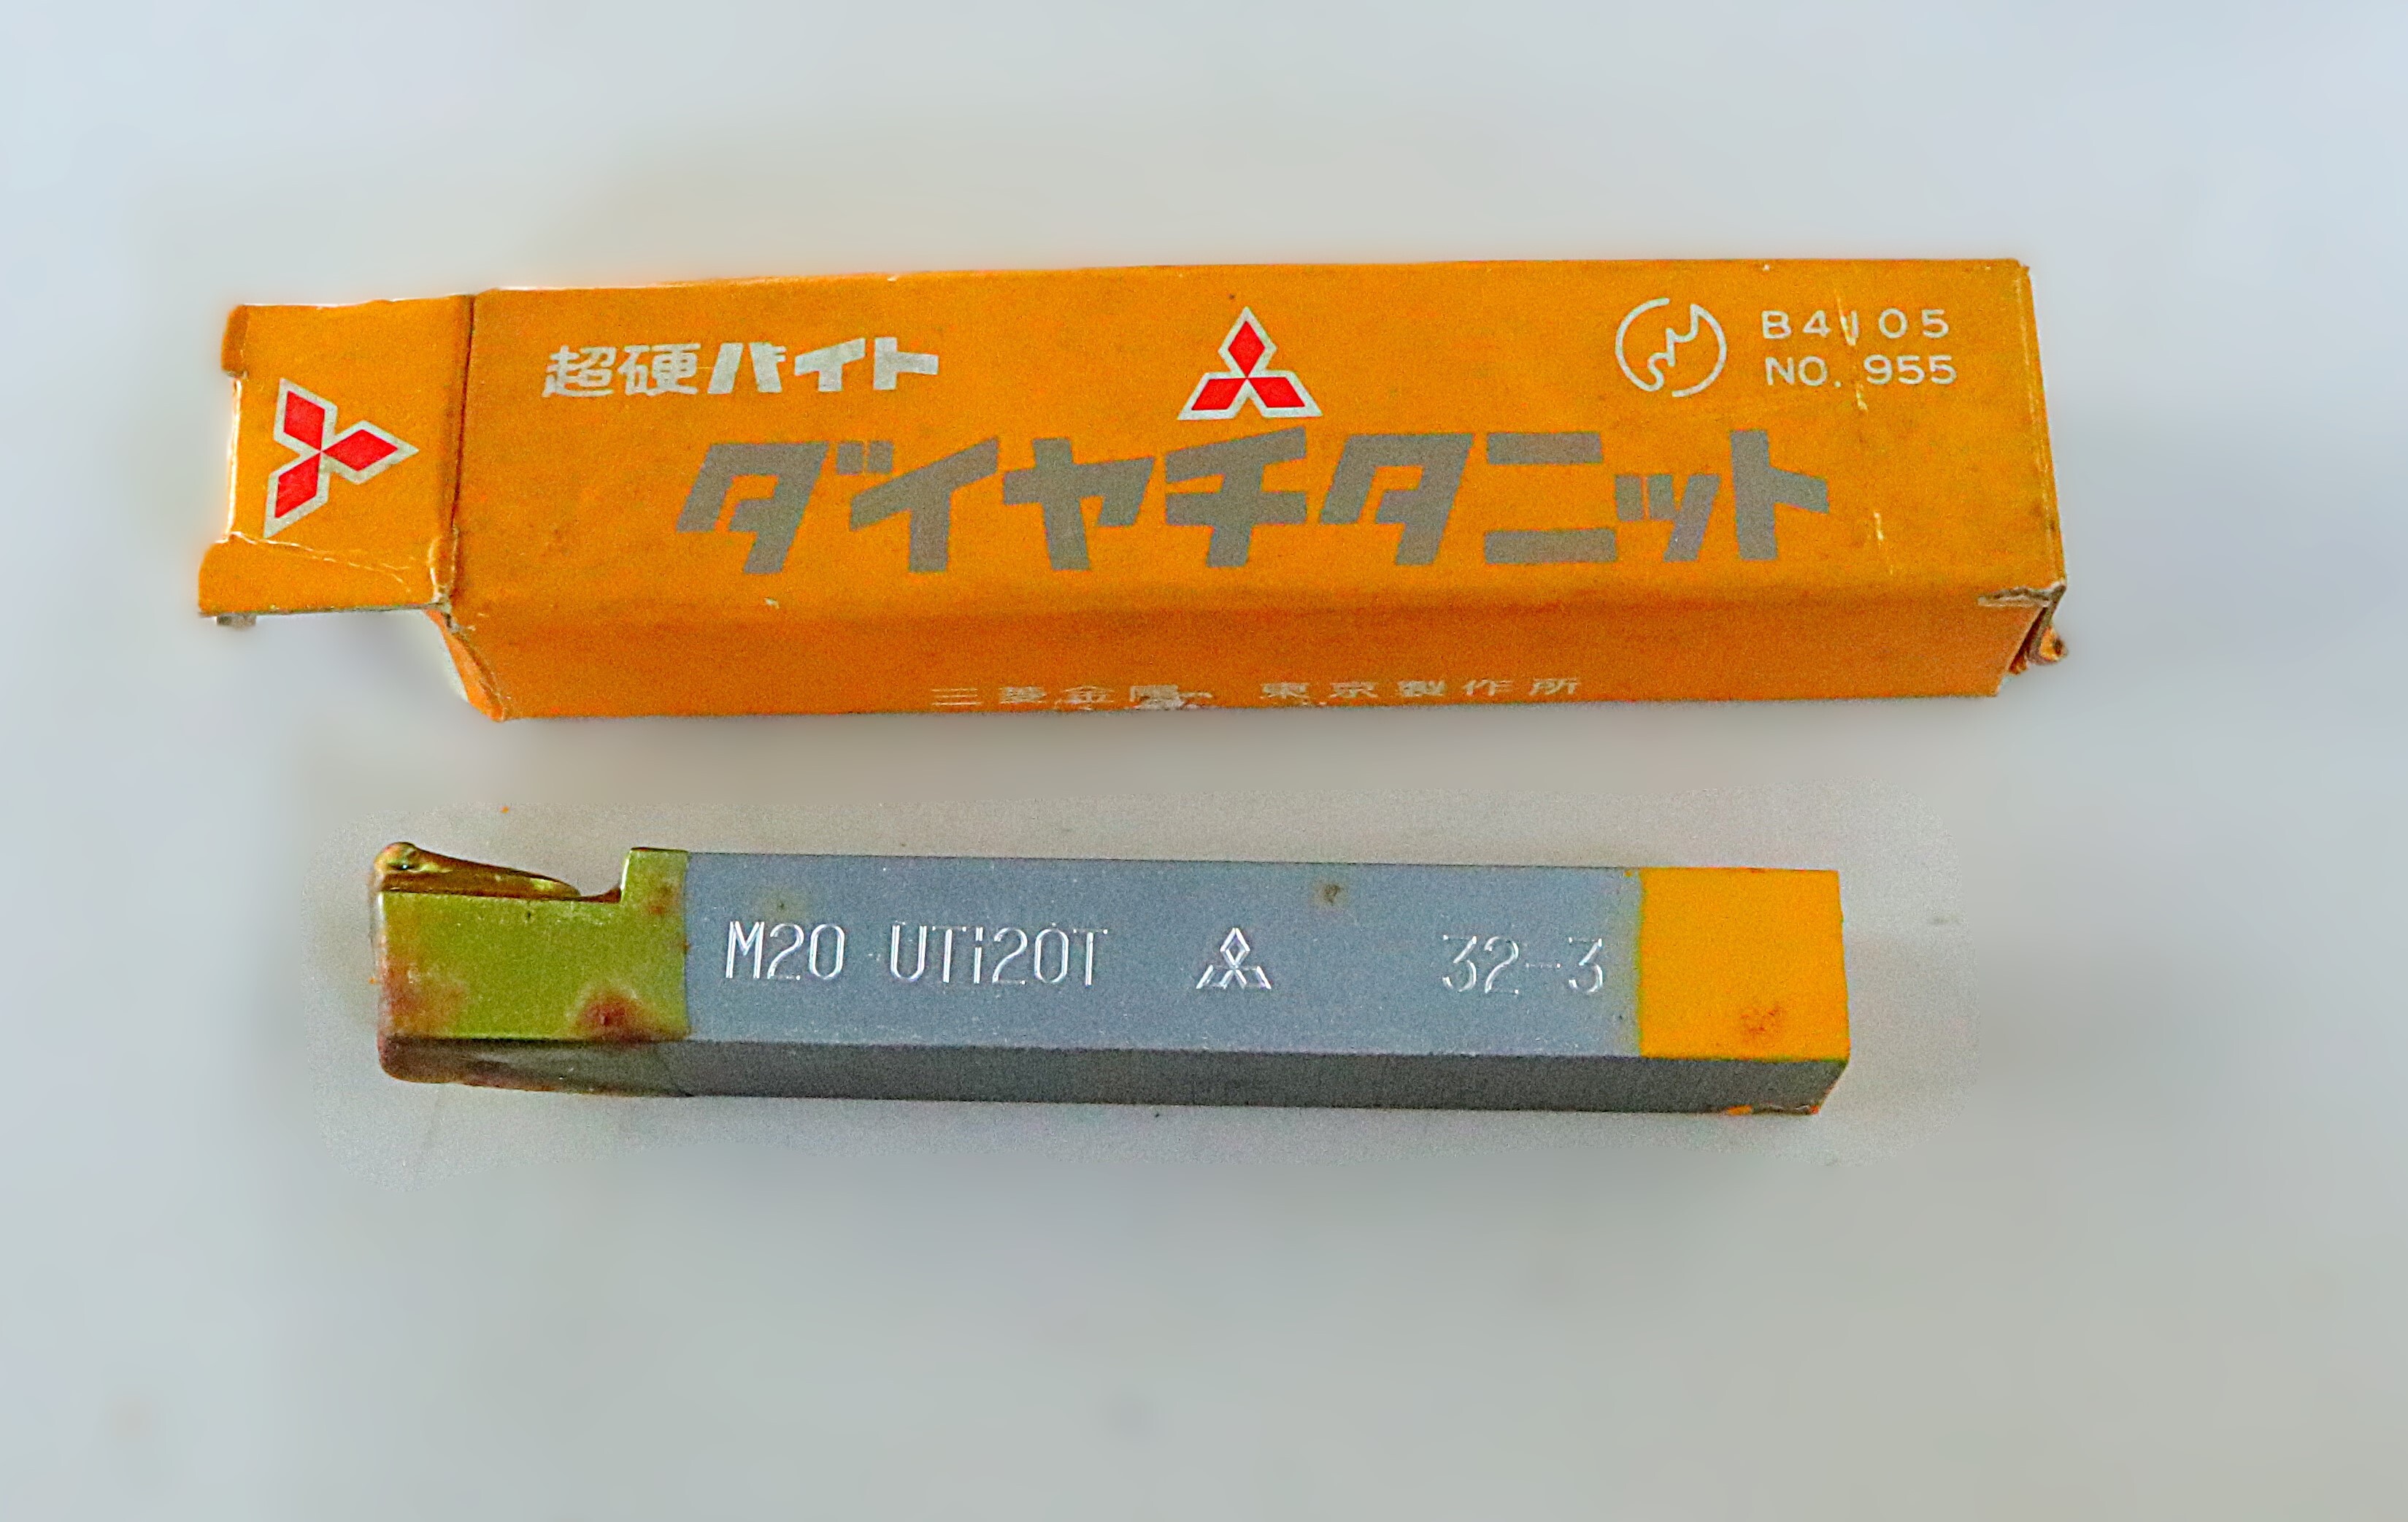 超硬バイト
B4105
NO. 955
ダイヤチタニット
三菱金属 東京製作所
M20 UTi20T 32-3